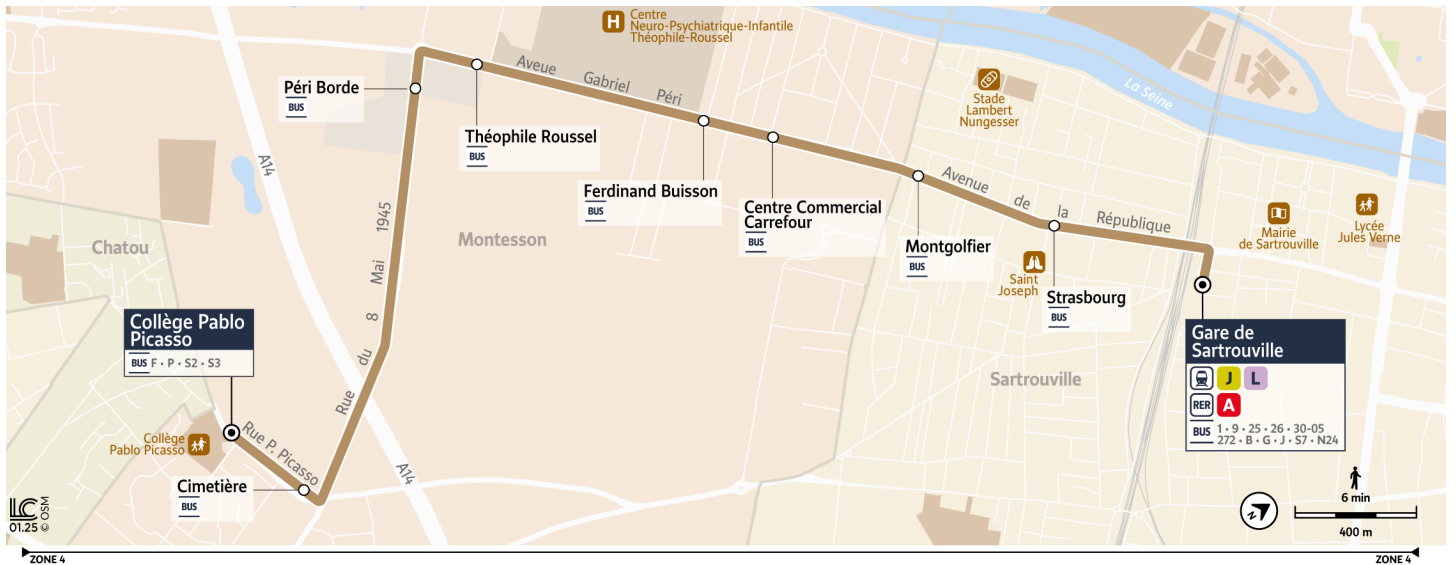 Centre
Neuro-Psychiatrique-Infantile
Théophile-Roussel
H
Aveue Gabriel Péri
La Seine
Péri Borde
BUS
Stade
Lambert
Nungesser
Théophile Roussel
BUS
A14
Ferdinand Buisson
BUS
Centre Commercial
Carrefour
BUS
Avenue de la République
Mairie
de Sartrouville
Lycée
Jules Verne
Chatou
Montesson
Montgolfier
BUS
Saint
Joseph
Strasbourg
BUS
Rue du 8 Mai 1945
Collège Pablo
Picasso
BUS F • P • S2 • S3
Gare de
Sartrouville
J L
RER A
BUS 1 • 9 • 25 • 26 • 30-05
272 • B • G • J • S7 • N24
Sartrouville
Collège
Pablo Picasso
Rue P. Picasso
Cimetière
BUS
A14
LC
01.25 © OSM
N
6 min
400 m
ZONE 4
ZONE 4